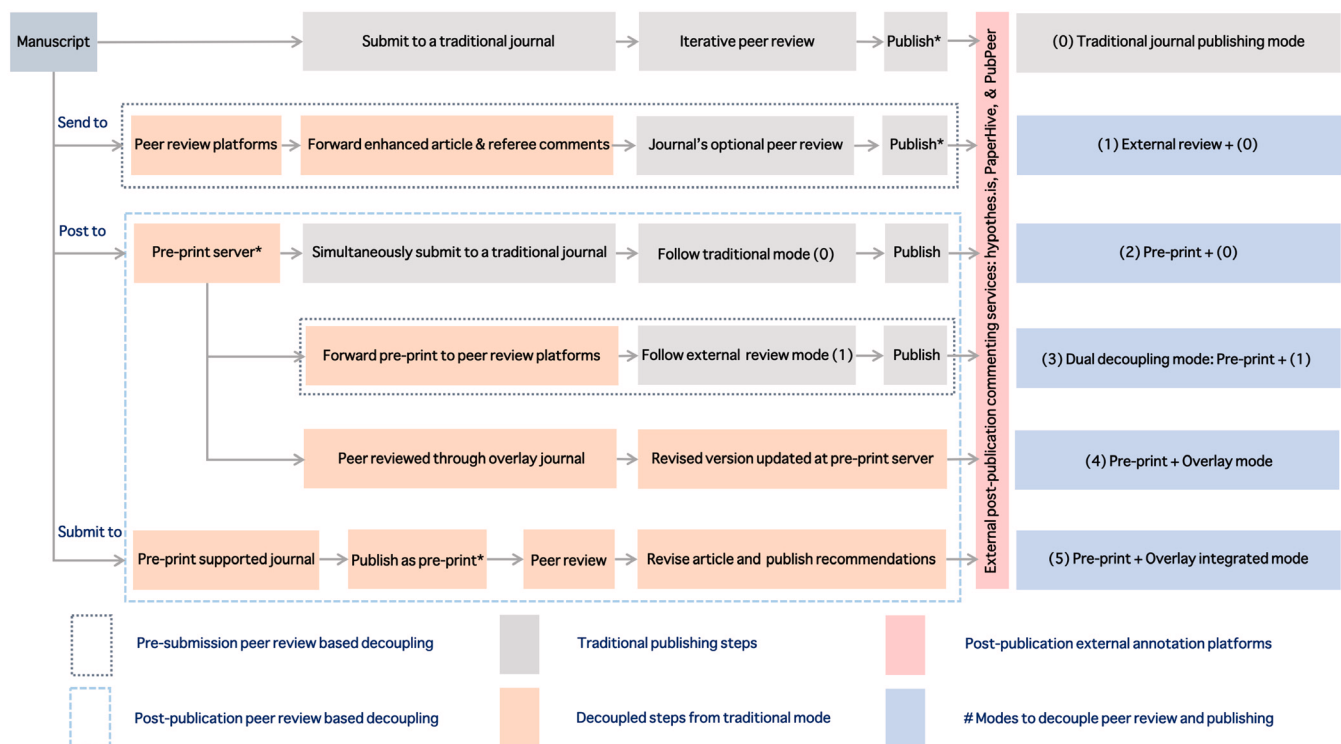 Manuscript
Submit to a traditional journal
Iterative peer review
Publish*
(0) Traditional journal publishing mode
Send to
Peer review platforms
Forward enhanced article & referee comments
Journal's optional peer review
Publish*
(1) External review + (0)
Post to
Pre-print server*
Simultaneously submit to a traditional journal
Follow traditional mode (0)
Publish
(2) Pre-print + (0)
Forward pre-print to peer review platforms
Follow external review mode (1)
Publish
(3) Dual decoupling mode: Pre-print + (1)
Peer reviewed through overlay journal
Revised version updated at pre-print server
(4) Pre-print + Overlay mode
Submit to
Pre-print supported journal
Publish as pre-print*
Peer review
Revise article and publish recommendations
(5) Pre-print + Overlay integrated mode
External post-publication commenting services: hypothes.is, PaperHive, & PubPeer
Pre-submission peer review based decoupling
Traditional publishing steps
Post-publication external annotation platforms
Post-publication peer review based decoupling
Decoupled steps from traditional mode
# Modes to decouple peer review and publishing